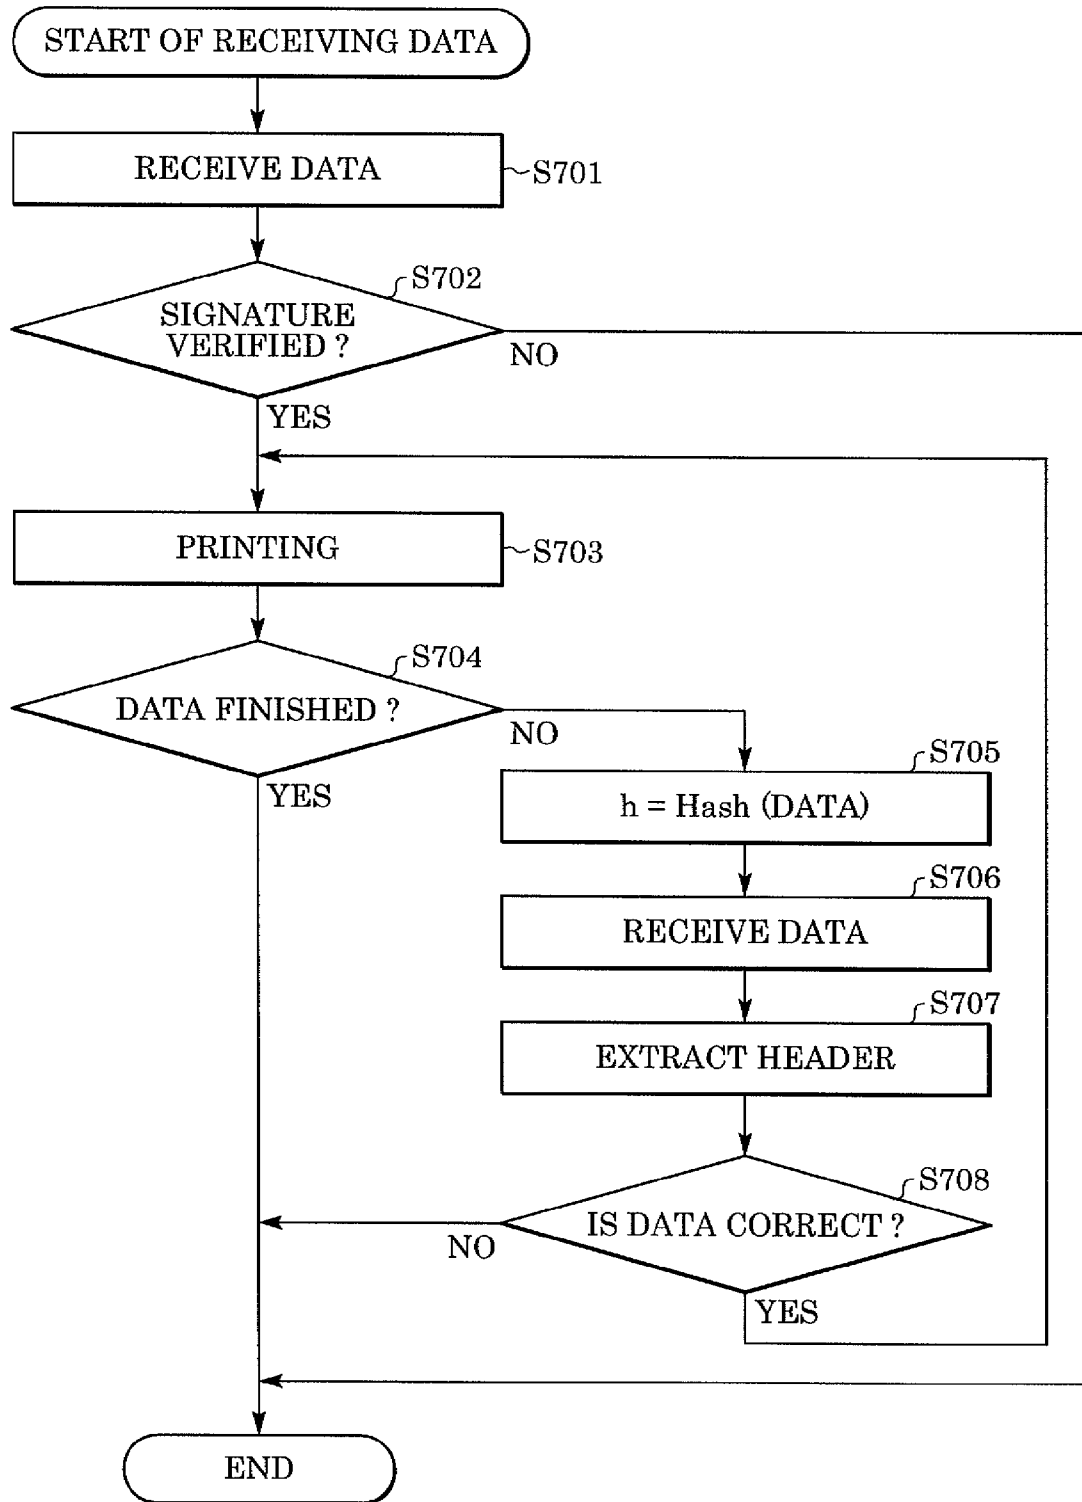 START OF RECEIVING DATA
RECEIVE DATA
S701
S702
SIGNATURE
VERIFIED ?
NO
YES
PRINTING
S703
S704
DATA FINISHED ?
NO
YES
S705
h = Hash (DATA)
S706
RECEIVE DATA
S707
EXTRACT HEADER
S708
IS DATA CORRECT ?
NO
YES
END